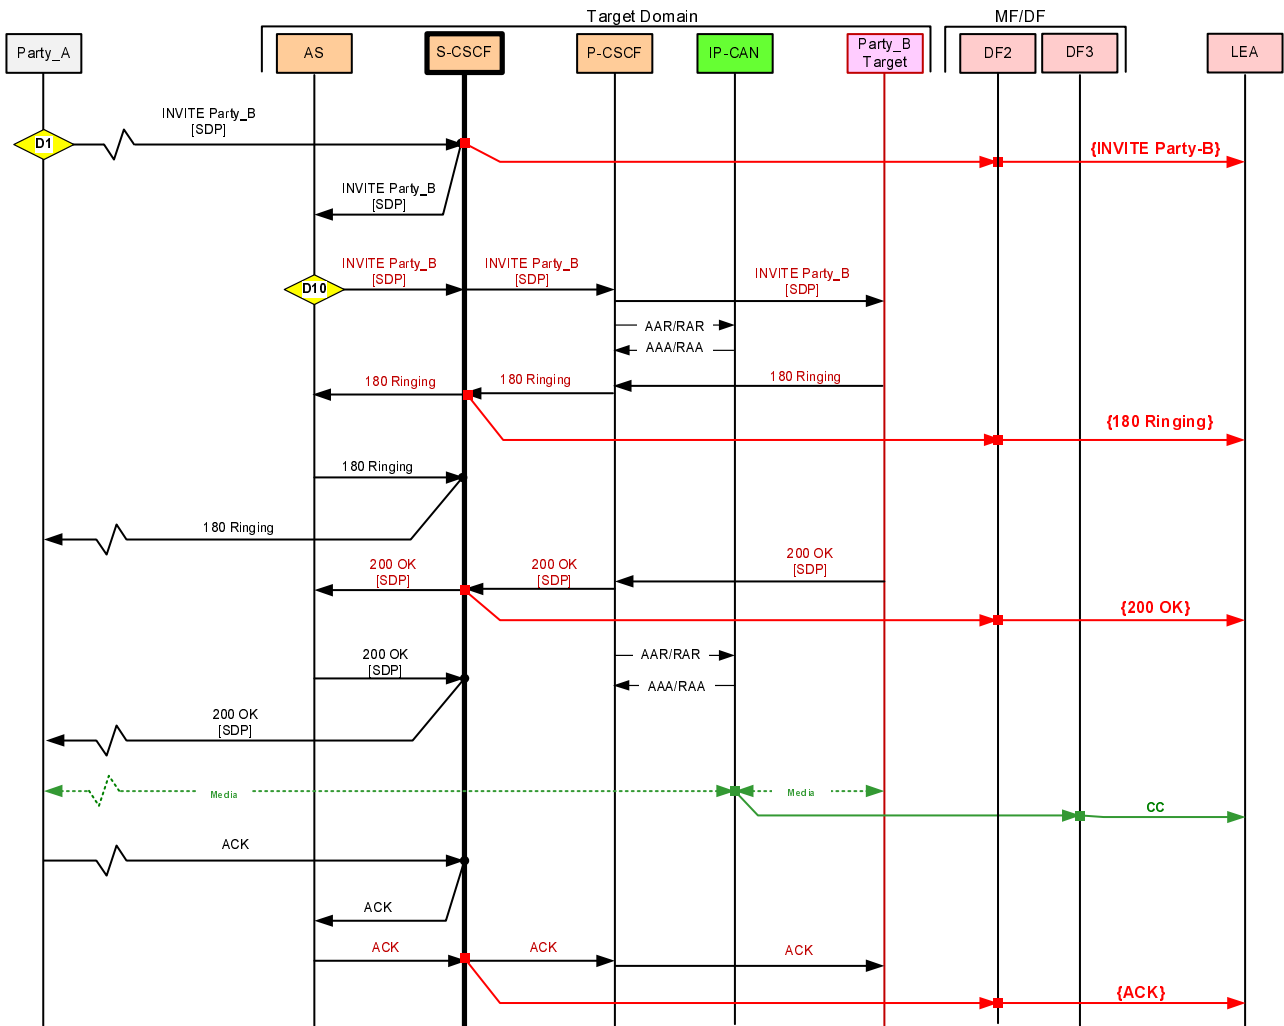 Target Domain
MF/DF
Party_A
AS
S-CSCF
P-CSCF
IP-CAN
Party_B
Target
DF2
DF3
LEA
INVITE Party_B
[SDP]
D1
{INVITE Party-B}
INVITE Party_B
[SDP]
INVITE Party_B
[SDP]
INVITE Party_B
[SDP]
INVITE Party_B
[SDP]
D10
AAR/RAR
AAA/RAA
180 Ringing
180 Ringing
180 Ringing
{180 Ringing}
180 Ringing
180 Ringing
200 OK
[SDP]
200 OK
[SDP]
200 OK
[SDP]
{200 OK}
200 OK
[SDP]
AAR/RAR
AAA/RAA
200 OK
[SDP]
Media
Media
CC
ACK
ACK
ACK
ACK
ACK
{ACK}